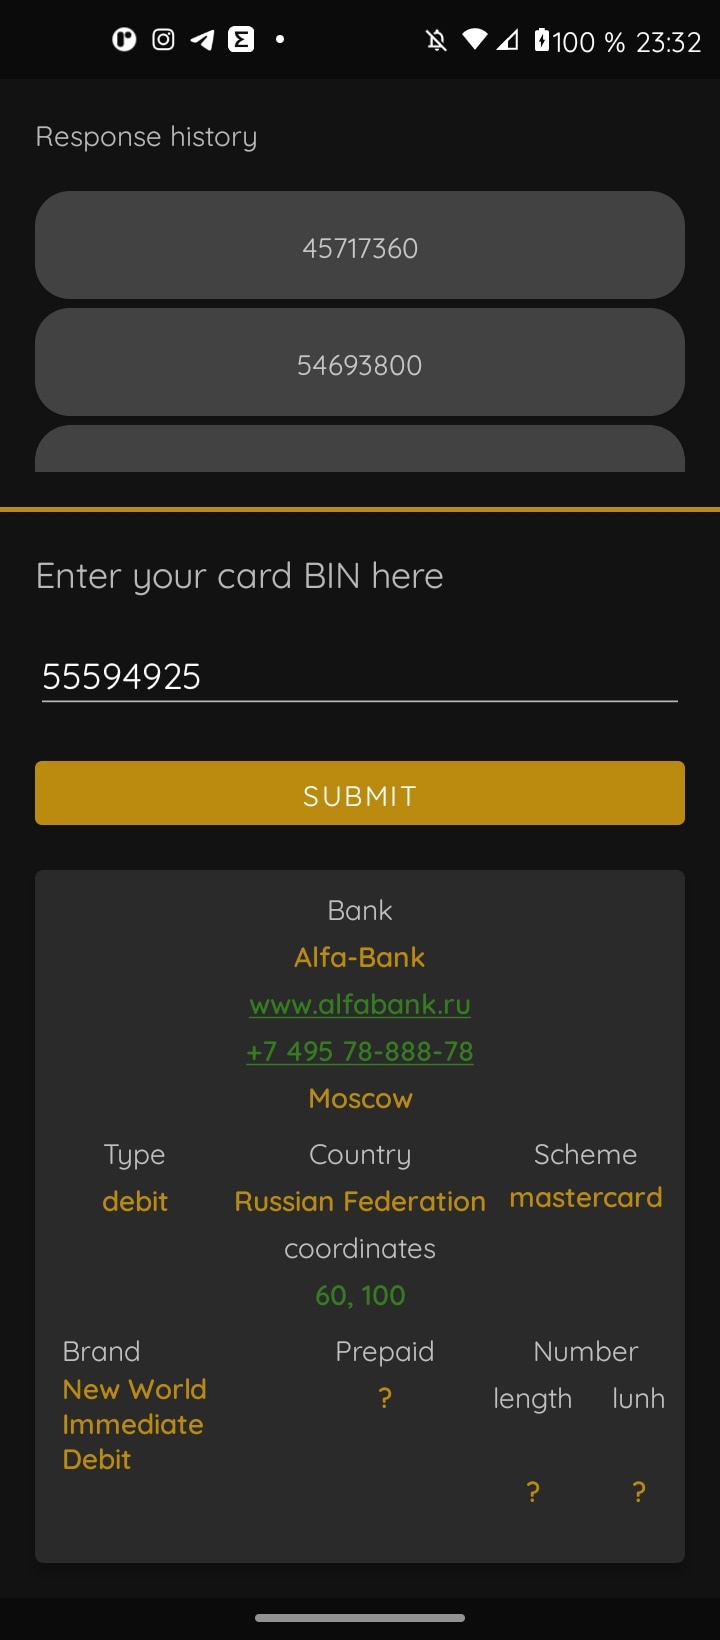 100 % 23:32
Response history
45717360
54693800
Enter your card BIN here
55594925
SUBMIT
Bank
Alfa-Bank
www.alfabank.ru
+7 495 78-888-78
Moscow
Type Country Scheme
debit Russian Federation mastercard
coordinates
60, 100
Brand Prepaid Number
New World ? length lunh
Immediate
Debit
? ?